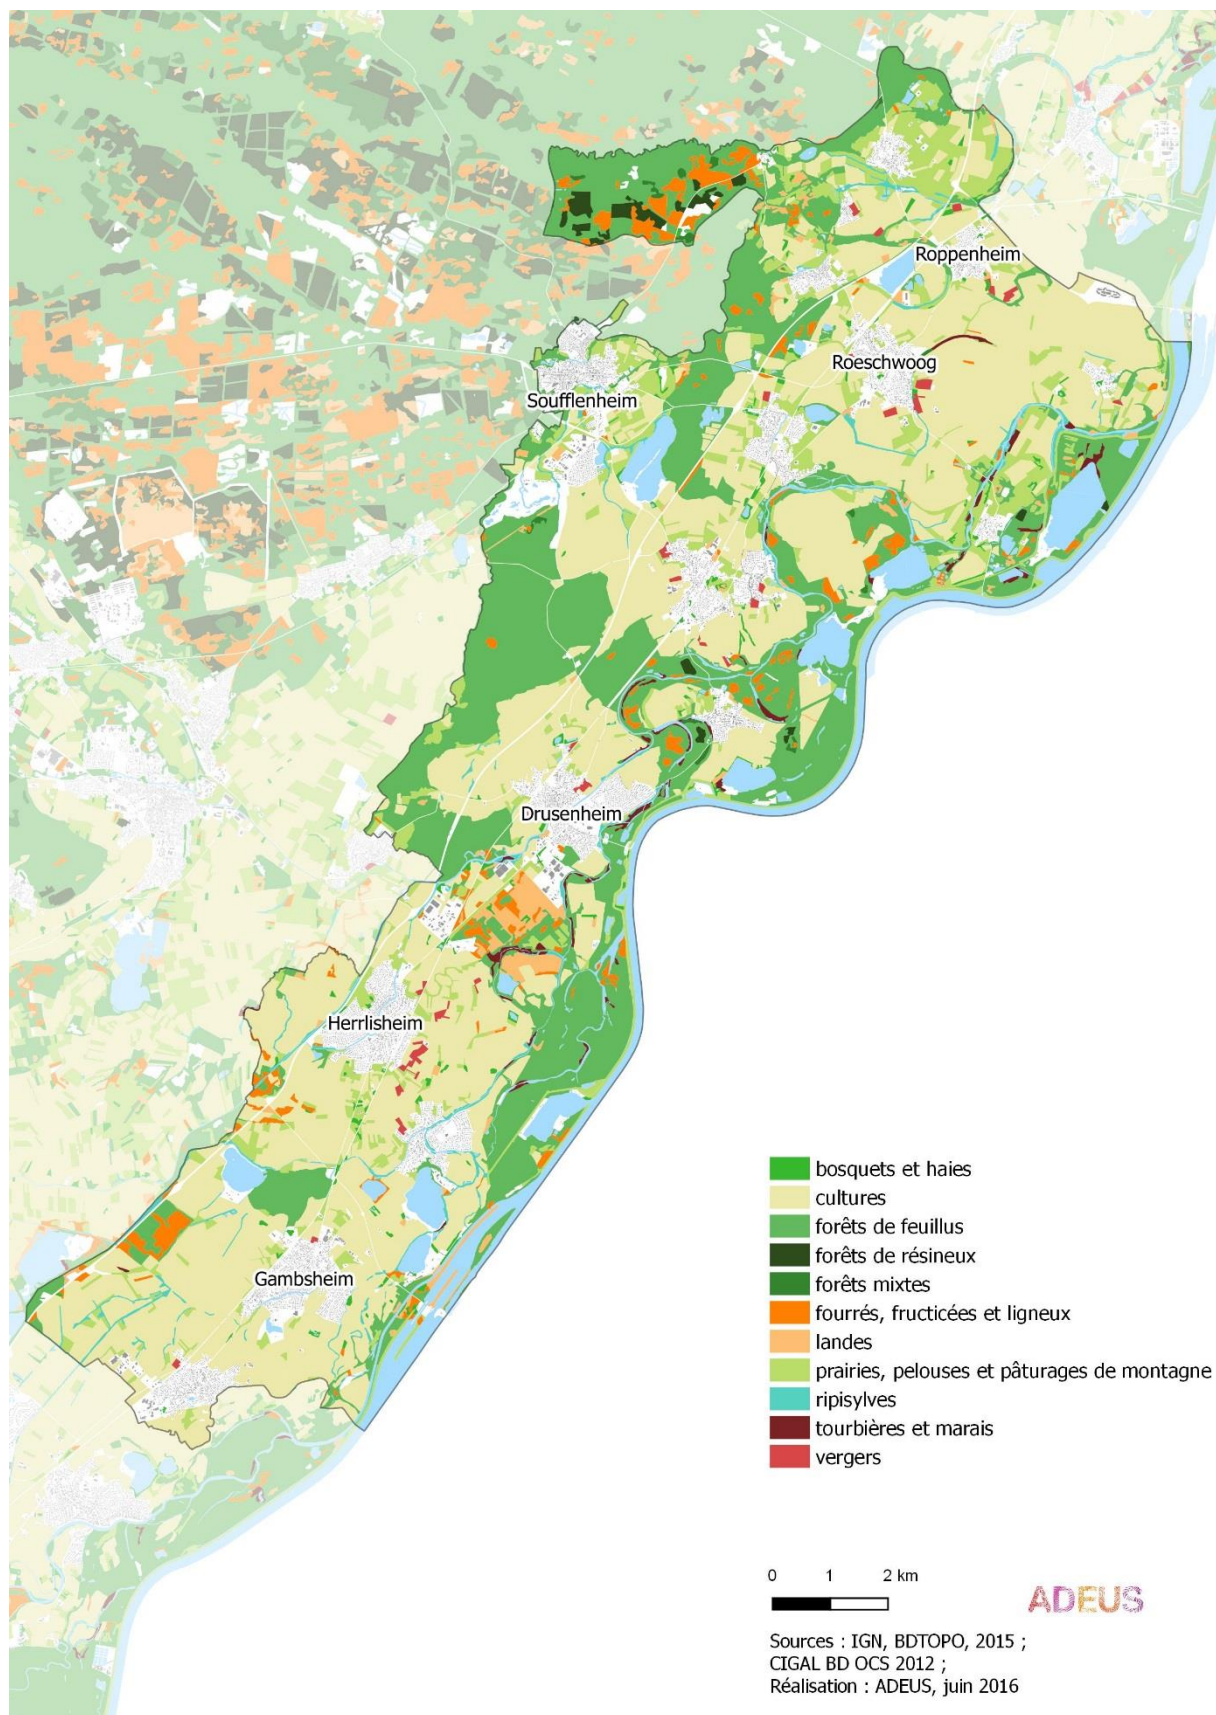 Roppenheim
Roeschwoog
Soufflenheim
Drusenheim
Herrlisheim
Gambsheim
bosquets et haies
cultures
forêts de feuillus
forêts de résineux
forêts mixtes
fourrés, fructicées et ligneux
landes
prairies, pelouses et pâturages de montagne
ripisylves
tourbières et marais
vergers
0 1 2 km
ADEUS
Sources : IGN, BDTOPO, 2015 ;
CIGAL BD OCS 2012 ;
Réalisation : ADEUS, juin 2016